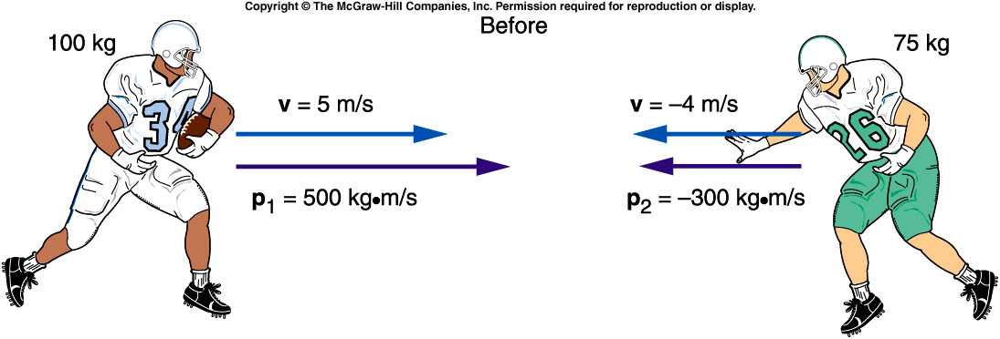 Copyright © The McGraw-Hill Companies, Inc. Permission required for reproduction or display.
Before
100 kg
75 kg
v = 5 m/s
v = –4 m/s
34
26
p₁ = 500 kg•m/s
p₂ = –300 kg•m/s